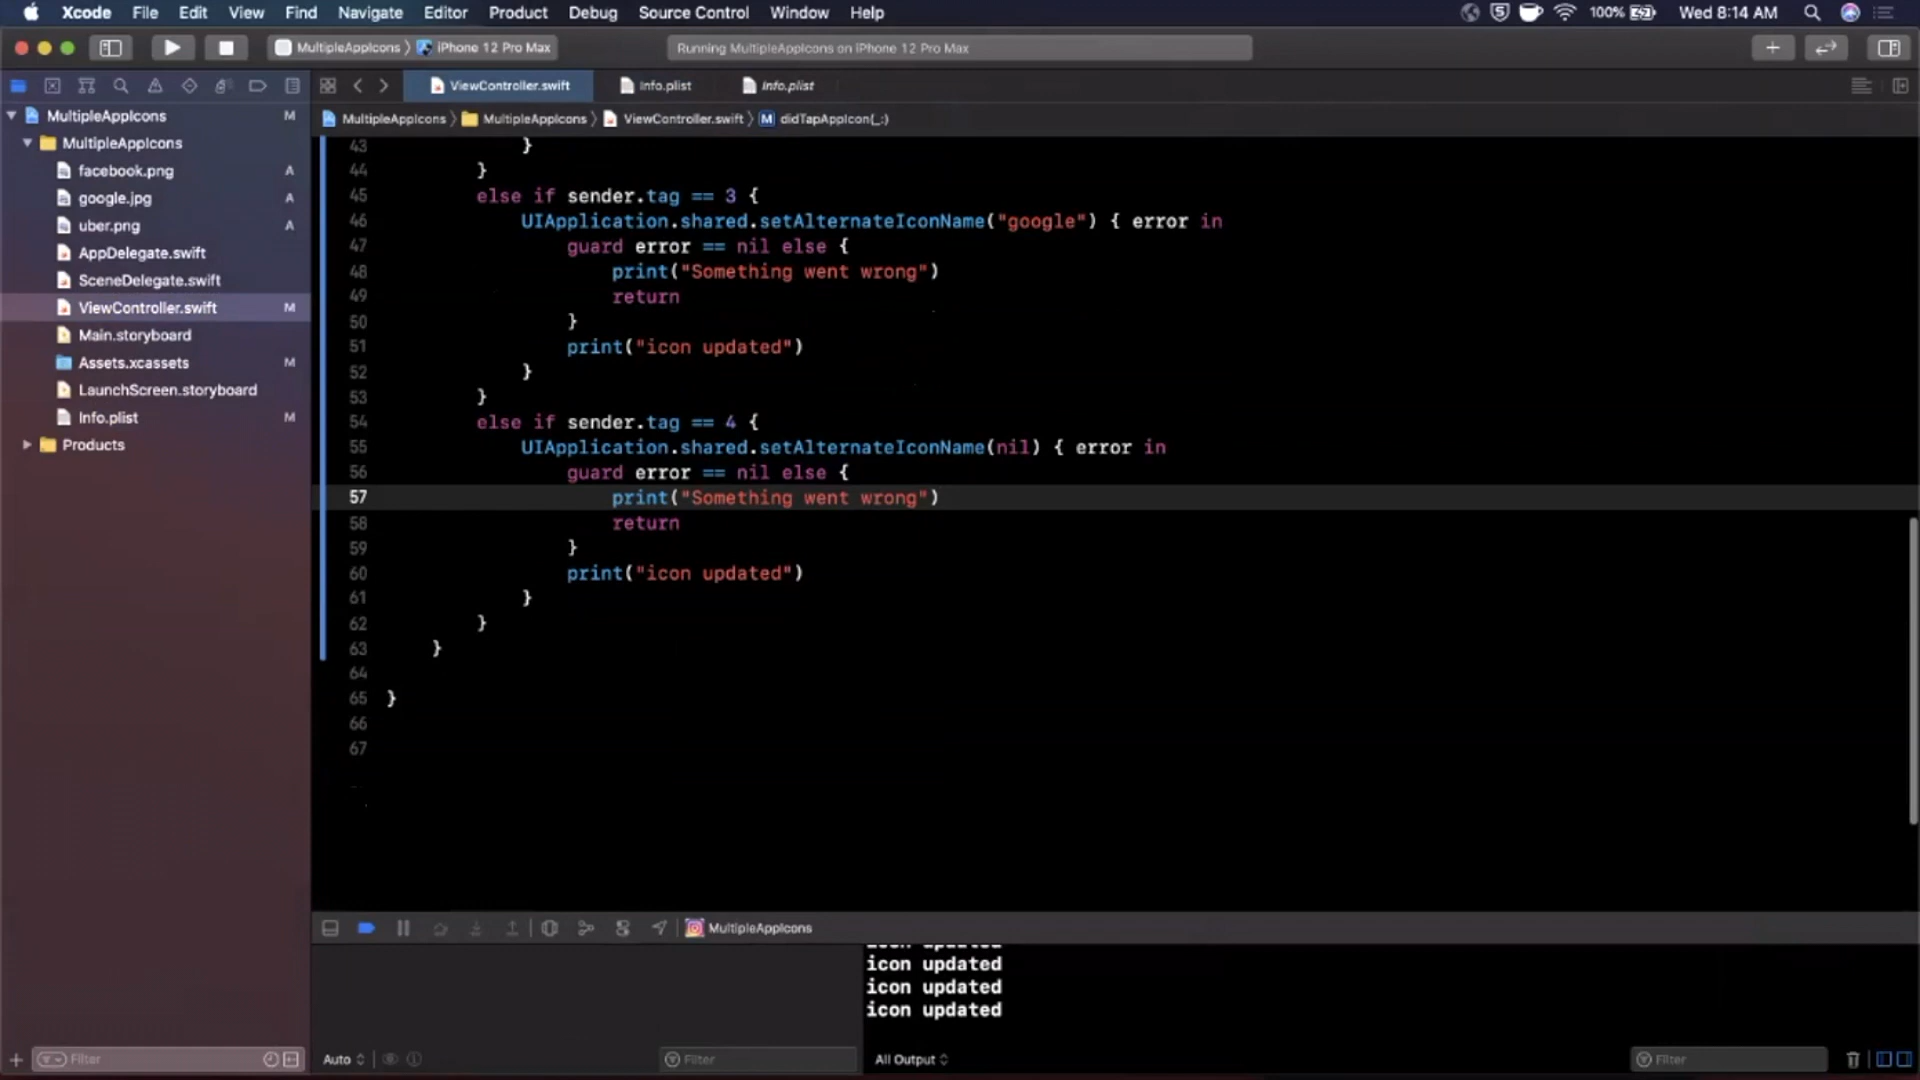 Xcode File Edit View Find Navigate Editor Product Debug Source Control Window Help 100% Wed 8:14 AM
MultipleAppIcons iPhone 12 Pro Max Running MultipleAppIcons on iPhone 12 Pro Max
ViewController.swift Info.plist Info.plist
MultipleAppIcons MultipleAppIcons ViewController.swift M didTapAppIcon(_:)
MultipleAppIcons M
MultipleAppIcons
facebook.png A
google.jpg A
uber.png A
AppDelegate.swift
SceneDelegate.swift
ViewController.swift M
Main.storyboard
Assets.xcassets M
LaunchScreen.storyboard
Info.plist M
Products
43 }
44 }
45 else if sender.tag == 3 {
46 UIApplication.shared.setAlternateIconName("google") { error in
47 guard error == nil else {
48 print("Something went wrong")
49 return
50 }
51 print("icon updated")
52 }
53 }
54 else if sender.tag == 4 {
55 UIApplication.shared.setAlternateIconName(nil) { error in
56 guard error == nil else {
57 print("Something went wrong")
58 return
59 }
60 print("icon updated")
61 }
62 }
63 }
64
65 }
66
67
MultipleAppIcons
icon updated
icon updated
icon updated
icon updated
Filter Auto Filter All Output Filter